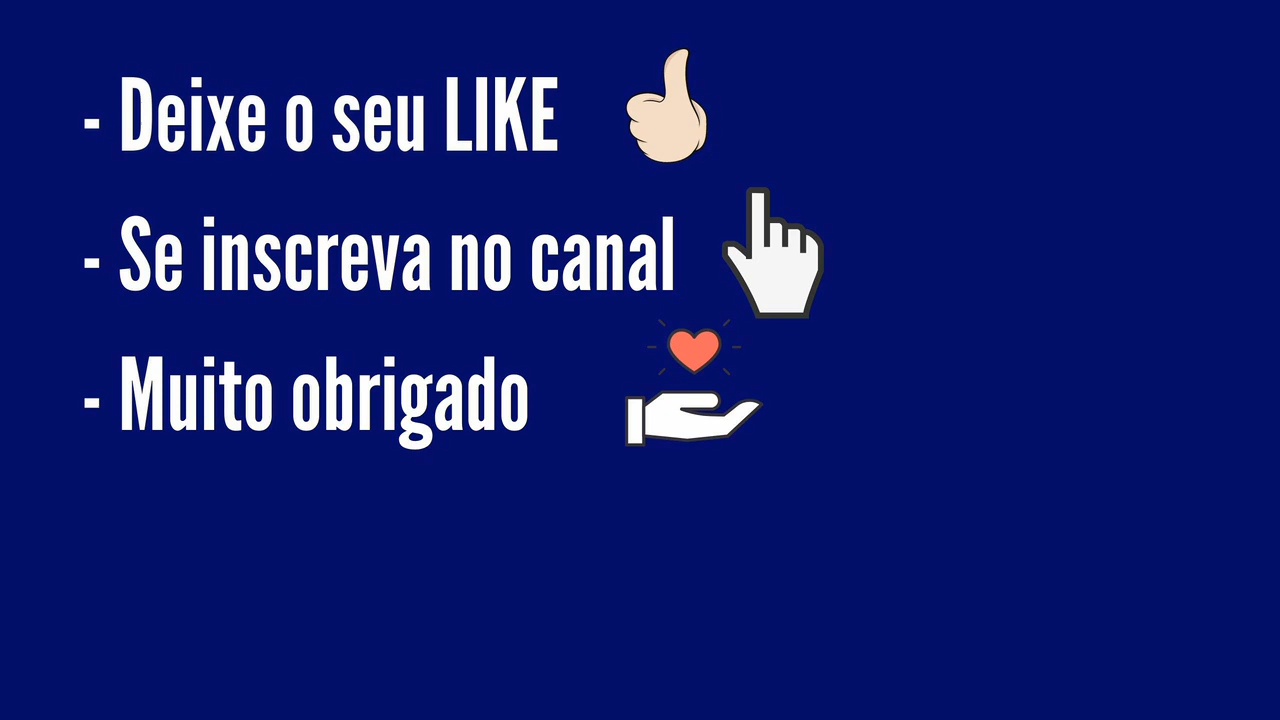 - Deixe o seu LIKE
- Se inscreva no canal
- Muito obrigado